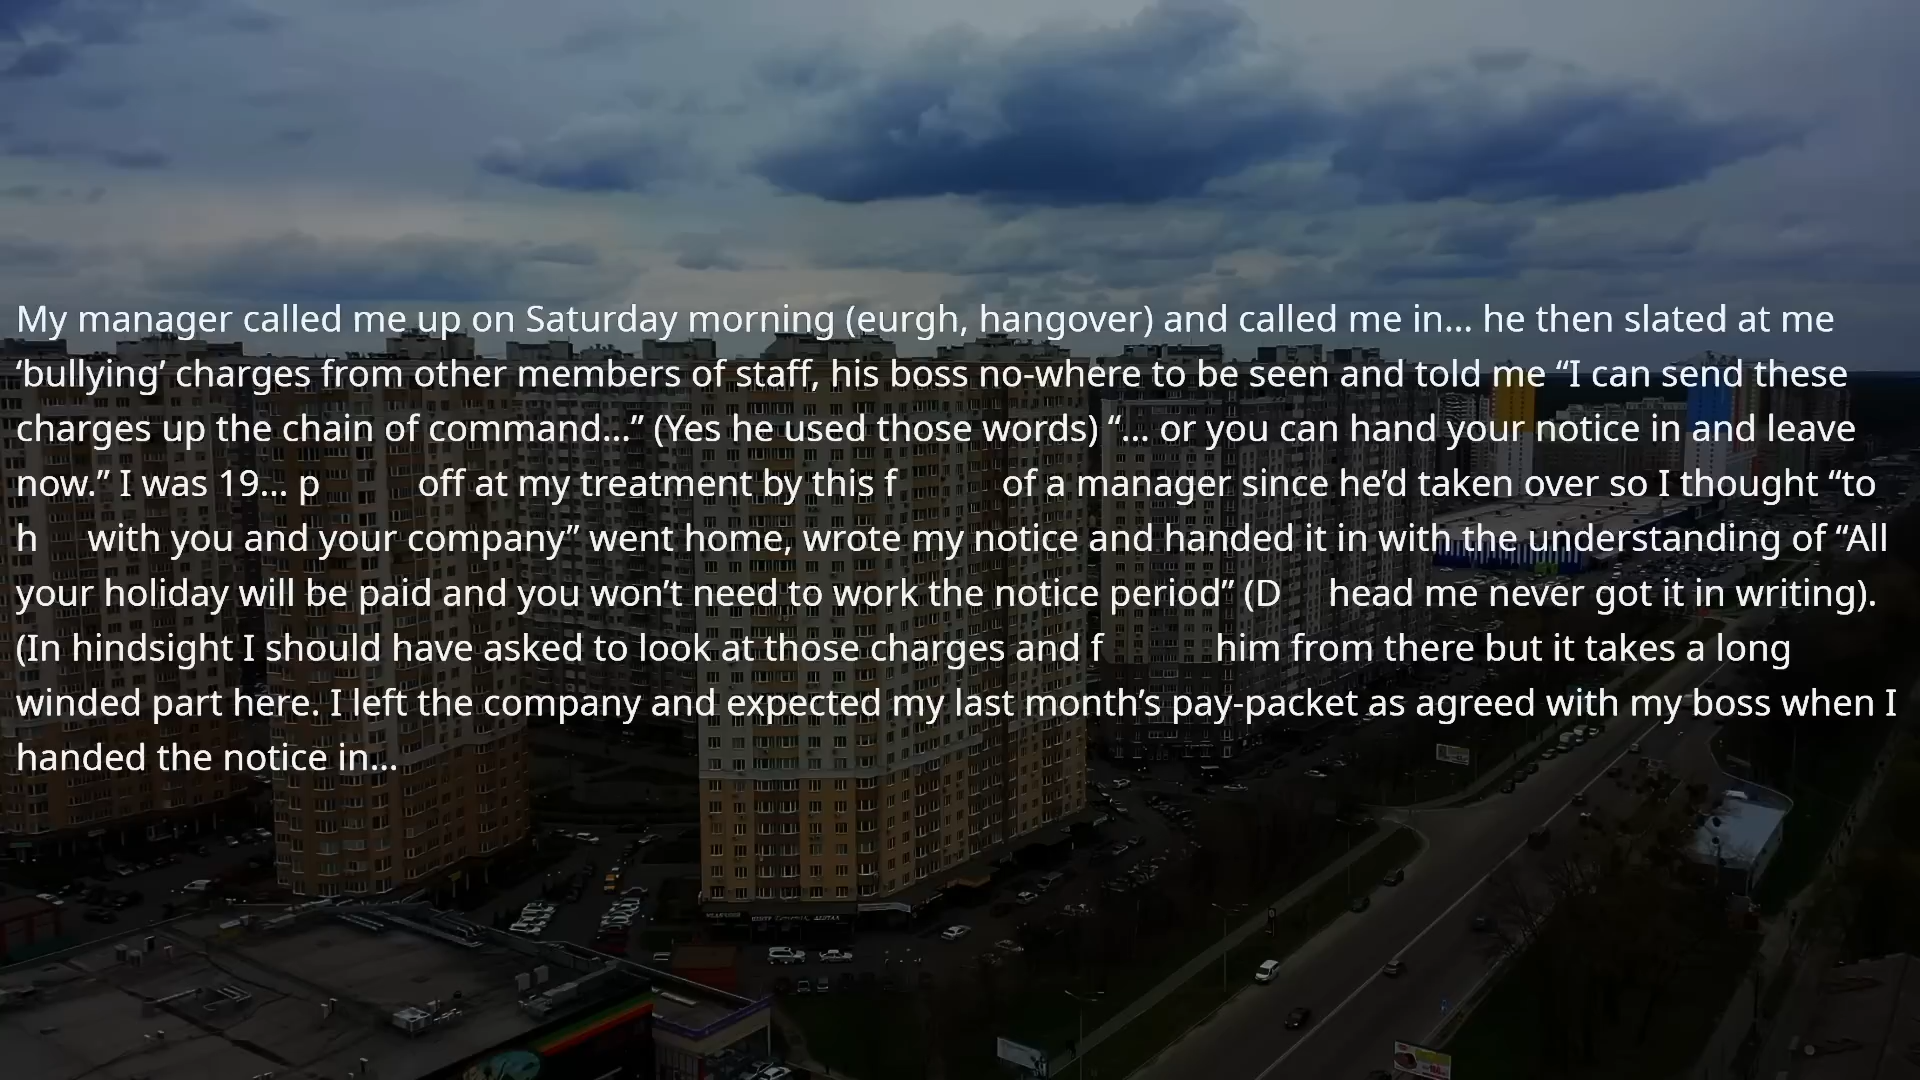 My manager called me up on Saturday morning (eurgh, hangover) and called me in... he then slated at me
‘bullying’ charges from other members of staff, his boss no-where to be seen and told me “I can send these
charges up the chain of command...” (Yes he used those words) “... or you can hand your notice in and leave
now.” I was 19... p off at my treatment by this f of a manager since he’d taken over so I thought “to
h with you and your company” went home, wrote my notice and handed it in with the understanding of “All
your holiday will be paid and you won’t need to work the notice period” (D head me never got it in writing).
(In hindsight I should have asked to look at those charges and f him from there but it takes a long
winded part here. I left the company and expected my last month’s pay-packet as agreed with my boss when I
handed the notice in...